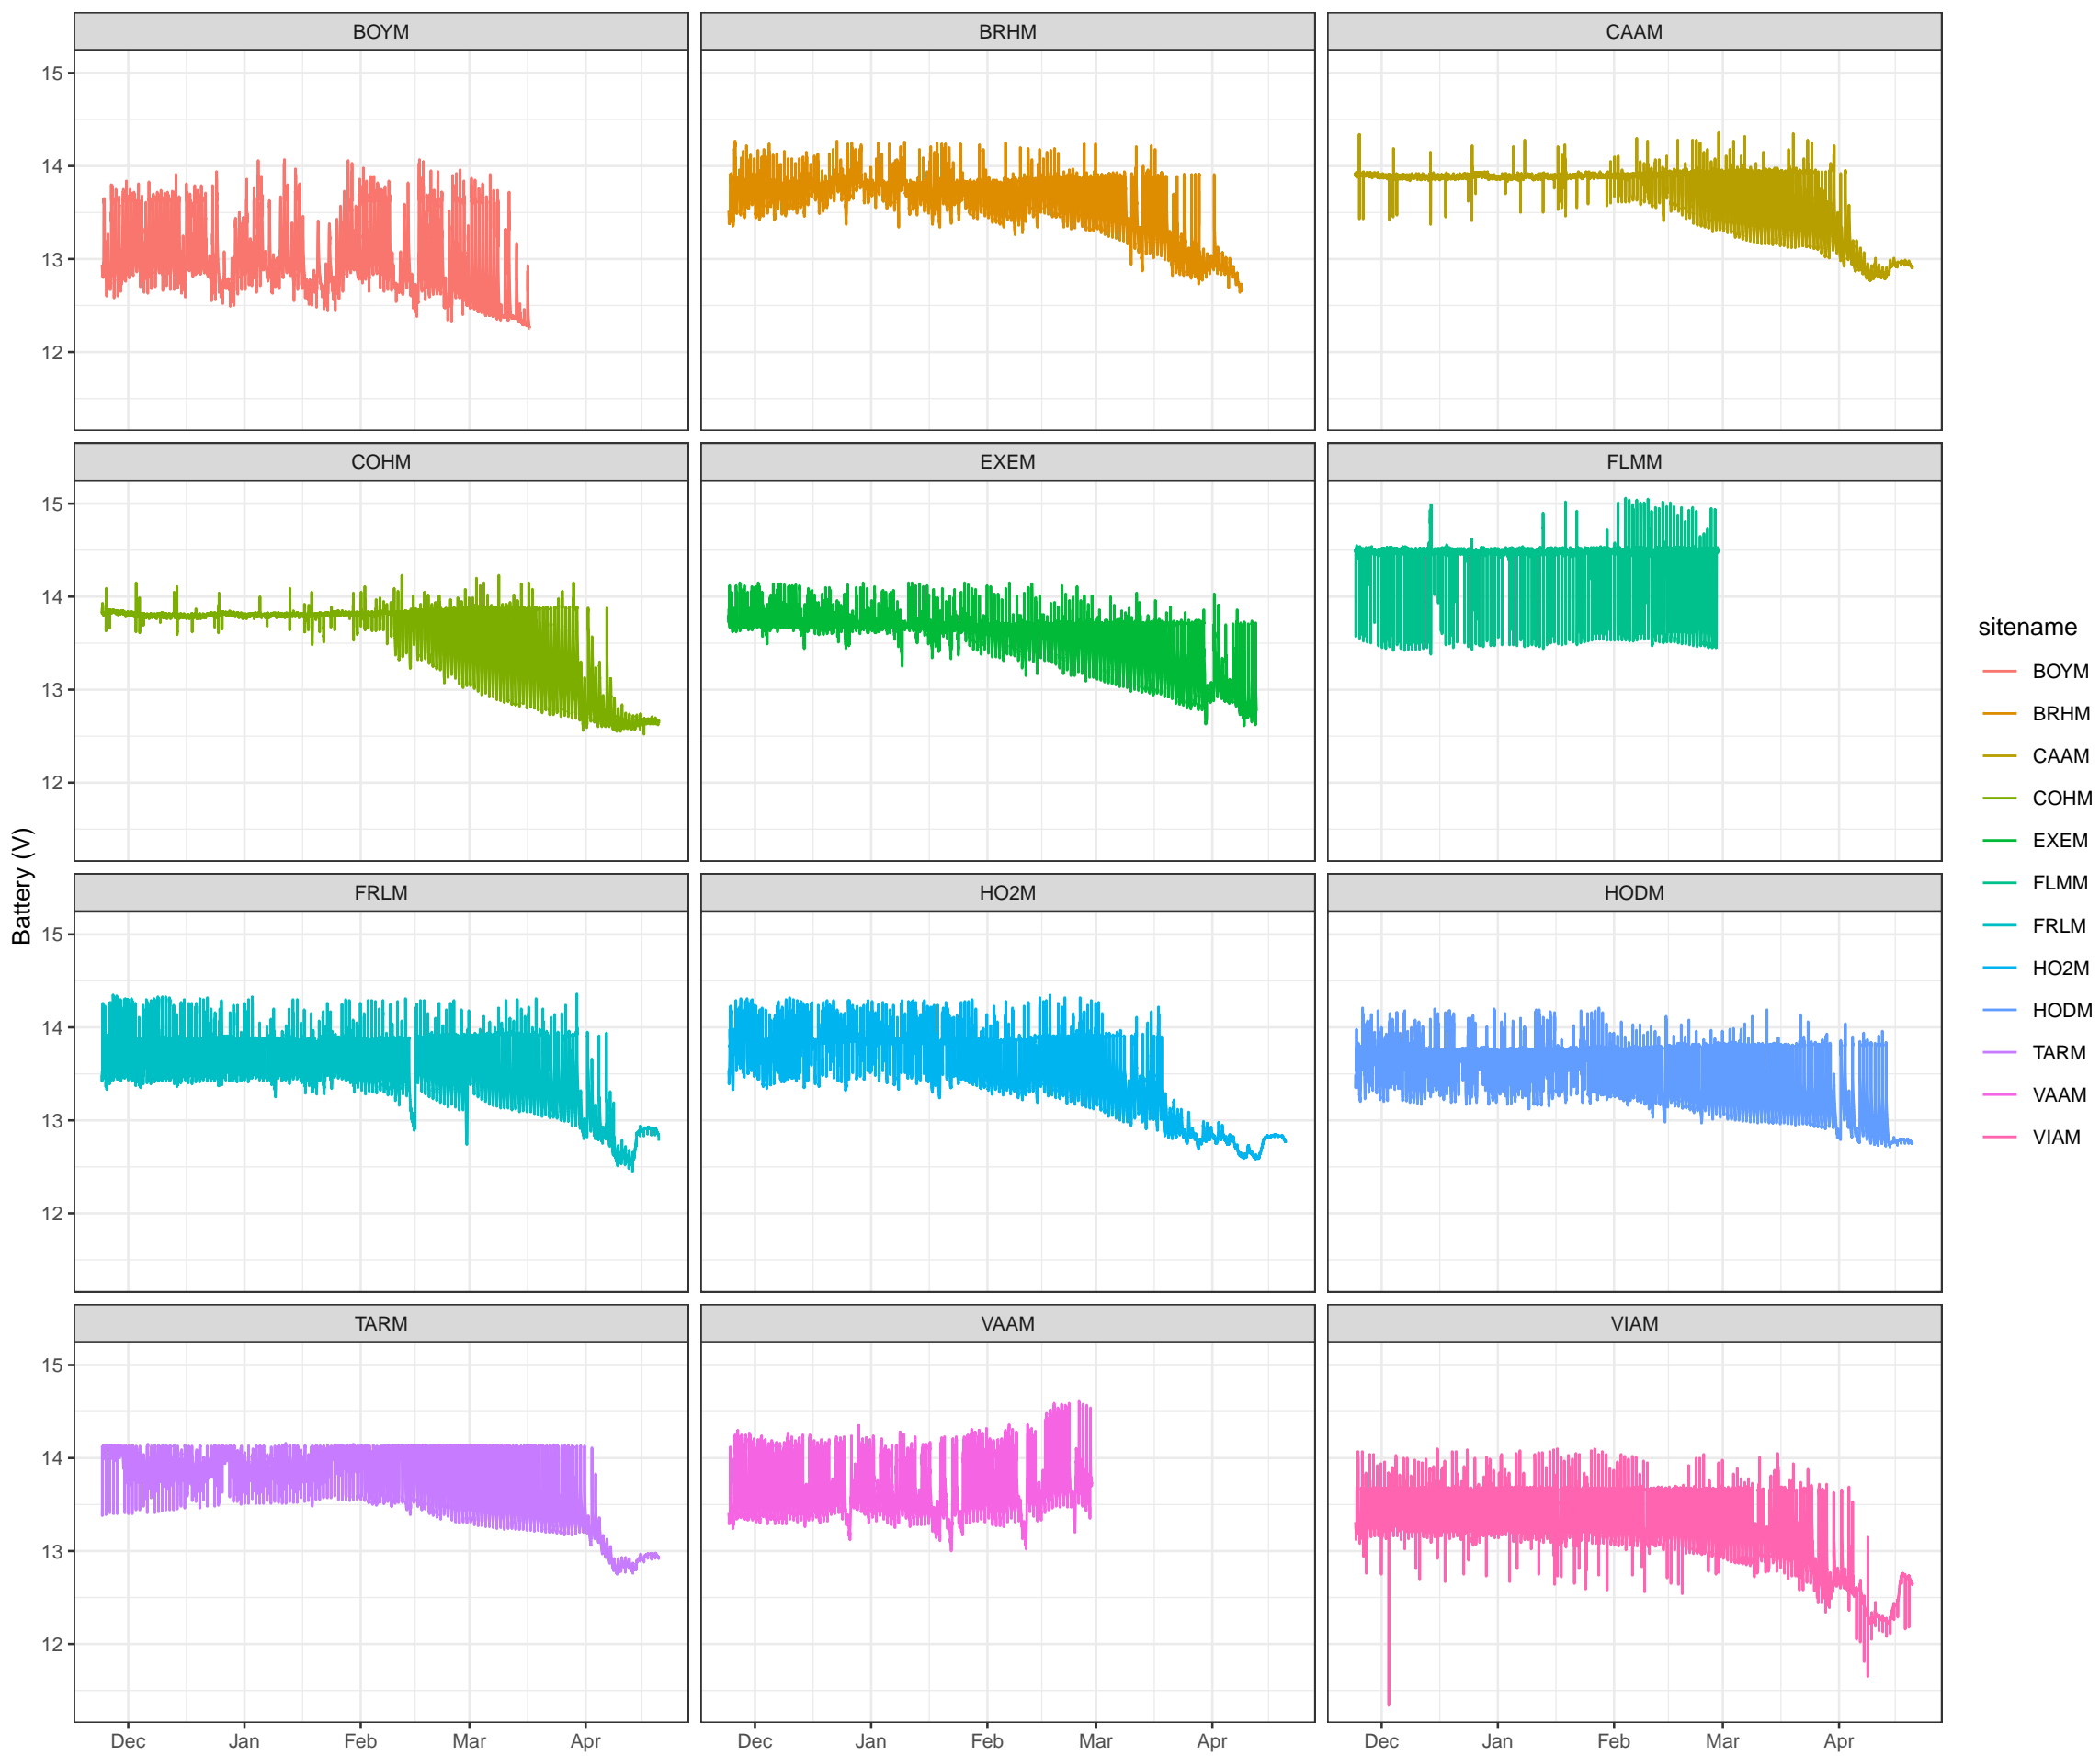 BOYM BRHM CAAM
15
14
13
12
COHM EXEM FLMM
15
14
13
12
FRLM HO2M HODM
15
14
13
12
TARM VAAM VIAM
15
14
13
12
Dec Jan Feb Mar Apr Dec Jan Feb Mar Apr Dec Jan Feb Mar Apr
Battery (V)
sitename
BOYM
BRHM
CAAM
COHM
EXEM
FLMM
FRLM
HO2M
HODM
TARM
VAAM
VIAM